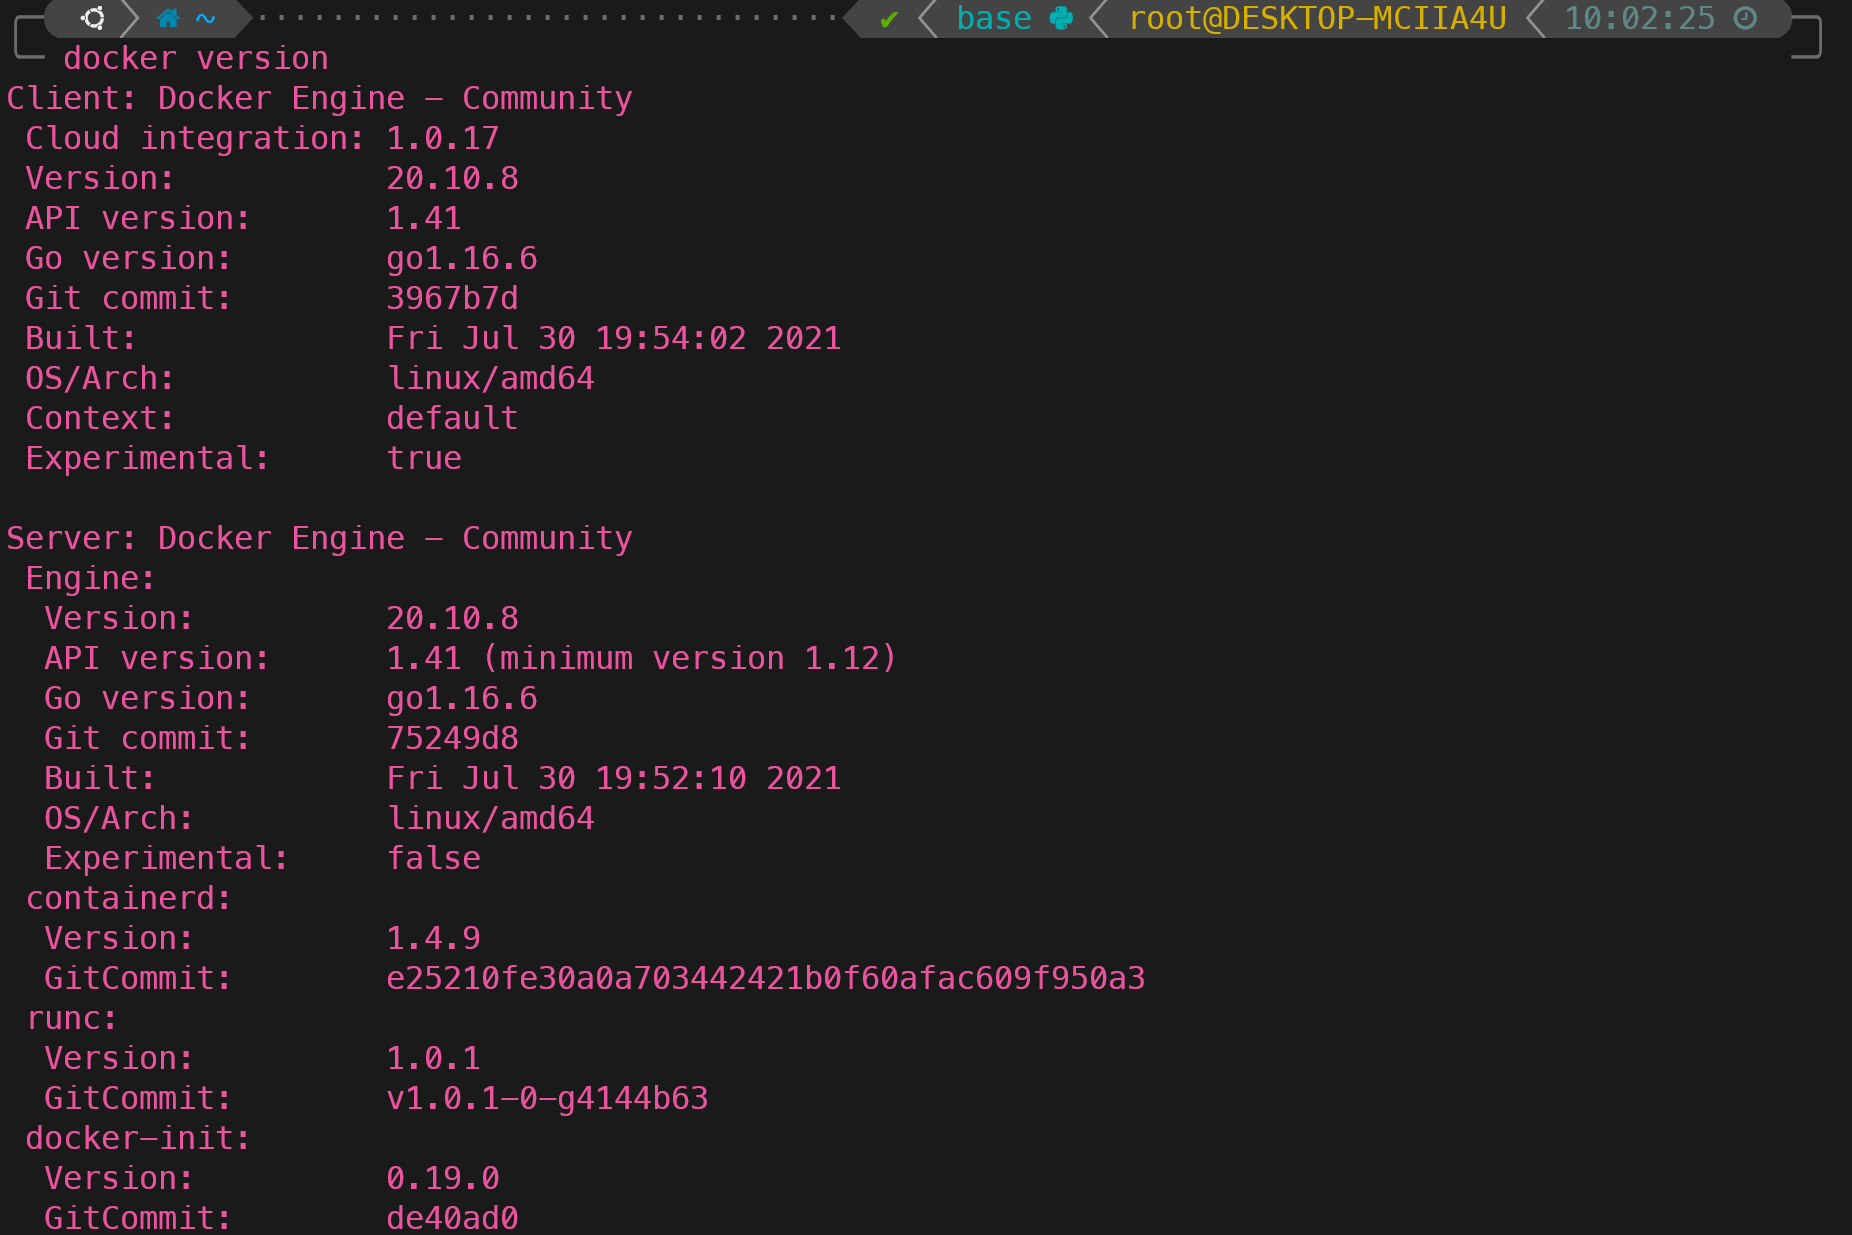 ~ ✔ base root@DESKTOP-MCIIA4U 10:02:25
docker version
Client: Docker Engine - Community
 Cloud integration: 1.0.17
 Version:           20.10.8
 API version:       1.41
 Go version:        go1.16.6
 Git commit:        3967b7d
 Built:             Fri Jul 30 19:54:02 2021
 OS/Arch:           linux/amd64
 Context:           default
 Experimental:      true

Server: Docker Engine - Community
 Engine:
  Version:          20.10.8
  API version:      1.41 (minimum version 1.12)
  Go version:       go1.16.6
  Git commit:       75249d8
  Built:            Fri Jul 30 19:52:10 2021
  OS/Arch:          linux/amd64
  Experimental:     false
 containerd:
  Version:          1.4.9
  GitCommit:        e25210fe30a0a703442421b0f60afac609f950a3
 runc:
  Version:          1.0.1
  GitCommit:        v1.0.1-0-g4144b63
 docker-init:
  Version:          0.19.0
  GitCommit:        de40ad0